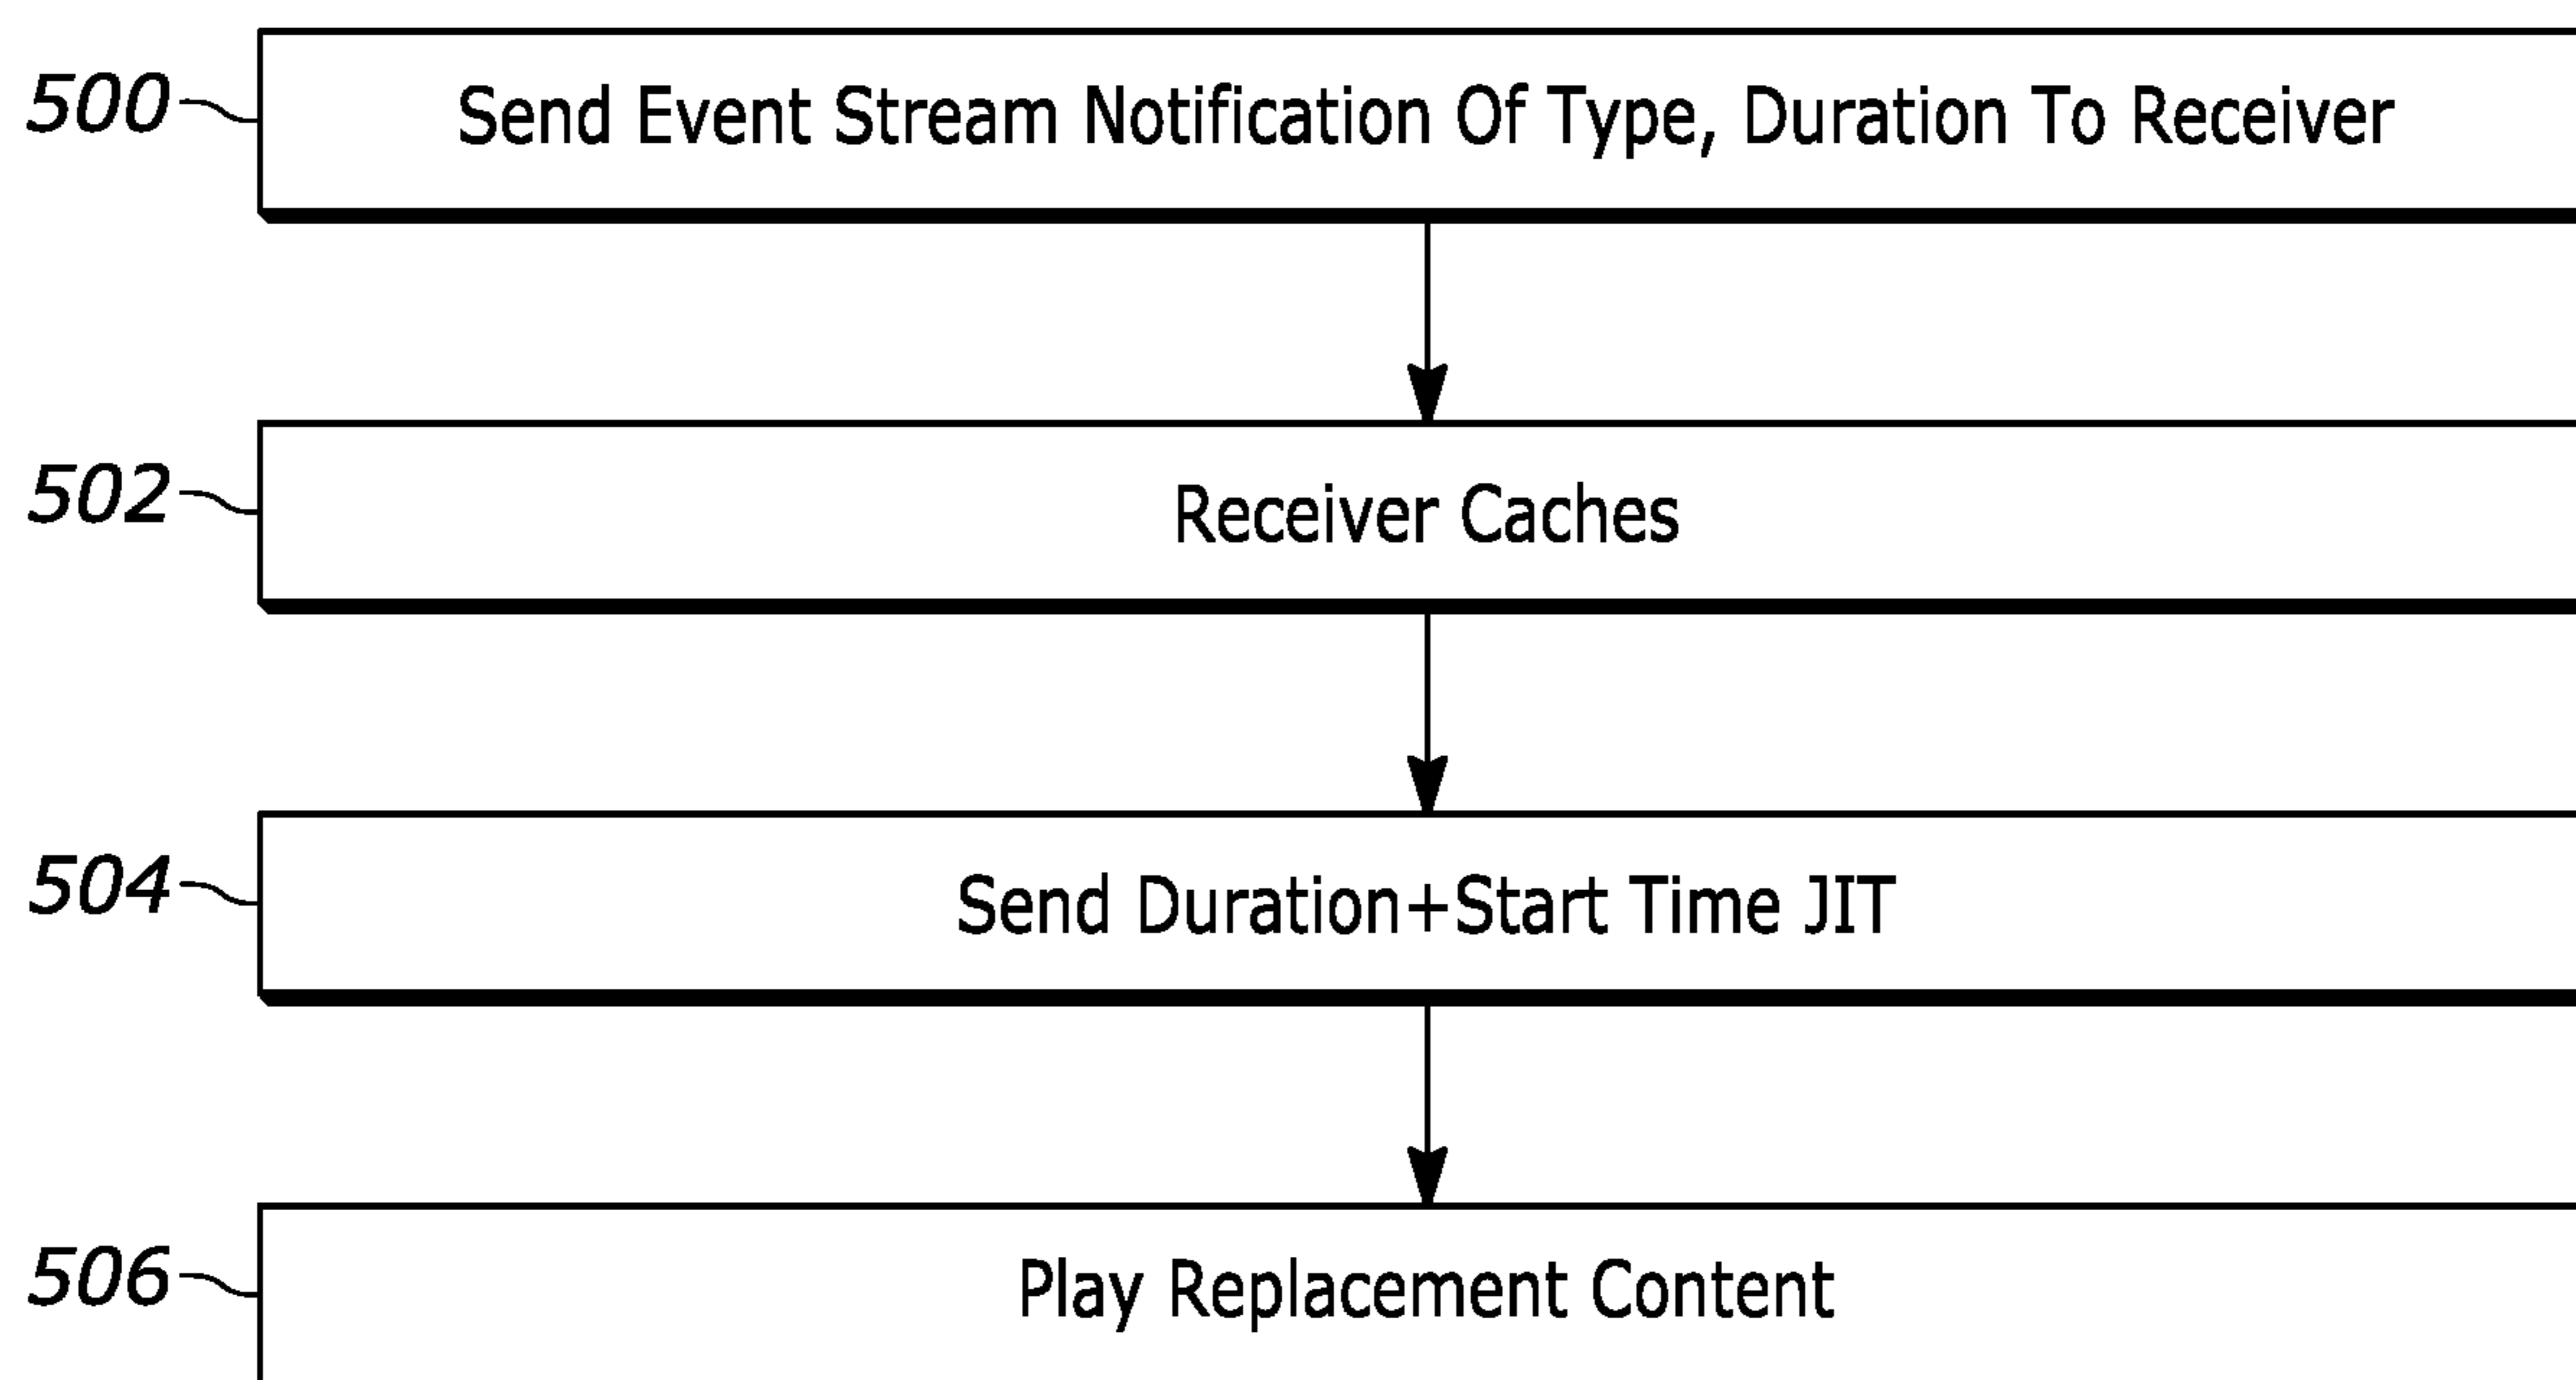 500 Send Event Stream Notification Of Type, Duration To Receiver
502 Receiver Caches
504 Send Duration+Start Time JIT
506 Play Replacement Content